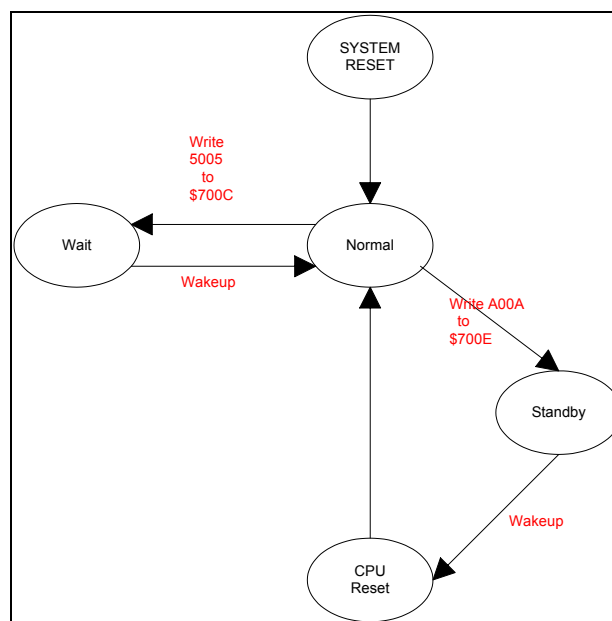 SYSTEM
RESET
Write
5005
to
$700C
Wait
Normal
Wakeup
Write A00A
to
$700E
Standby
Wakeup
CPU
Reset